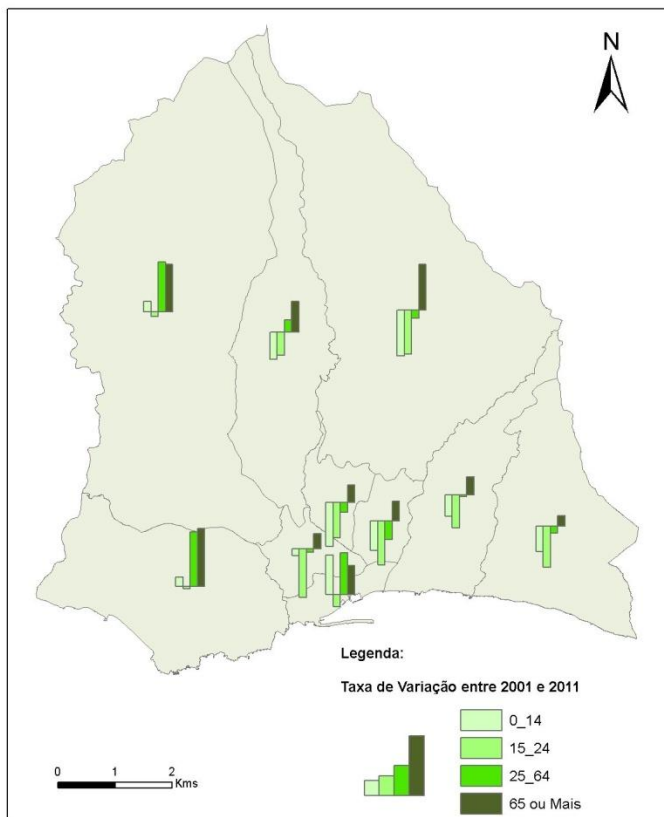 N
Legenda:
Taxa de Variação entre 2001 e 2011
0_14
15_24
25_64
65 ou Mais
0 1 2
Kms